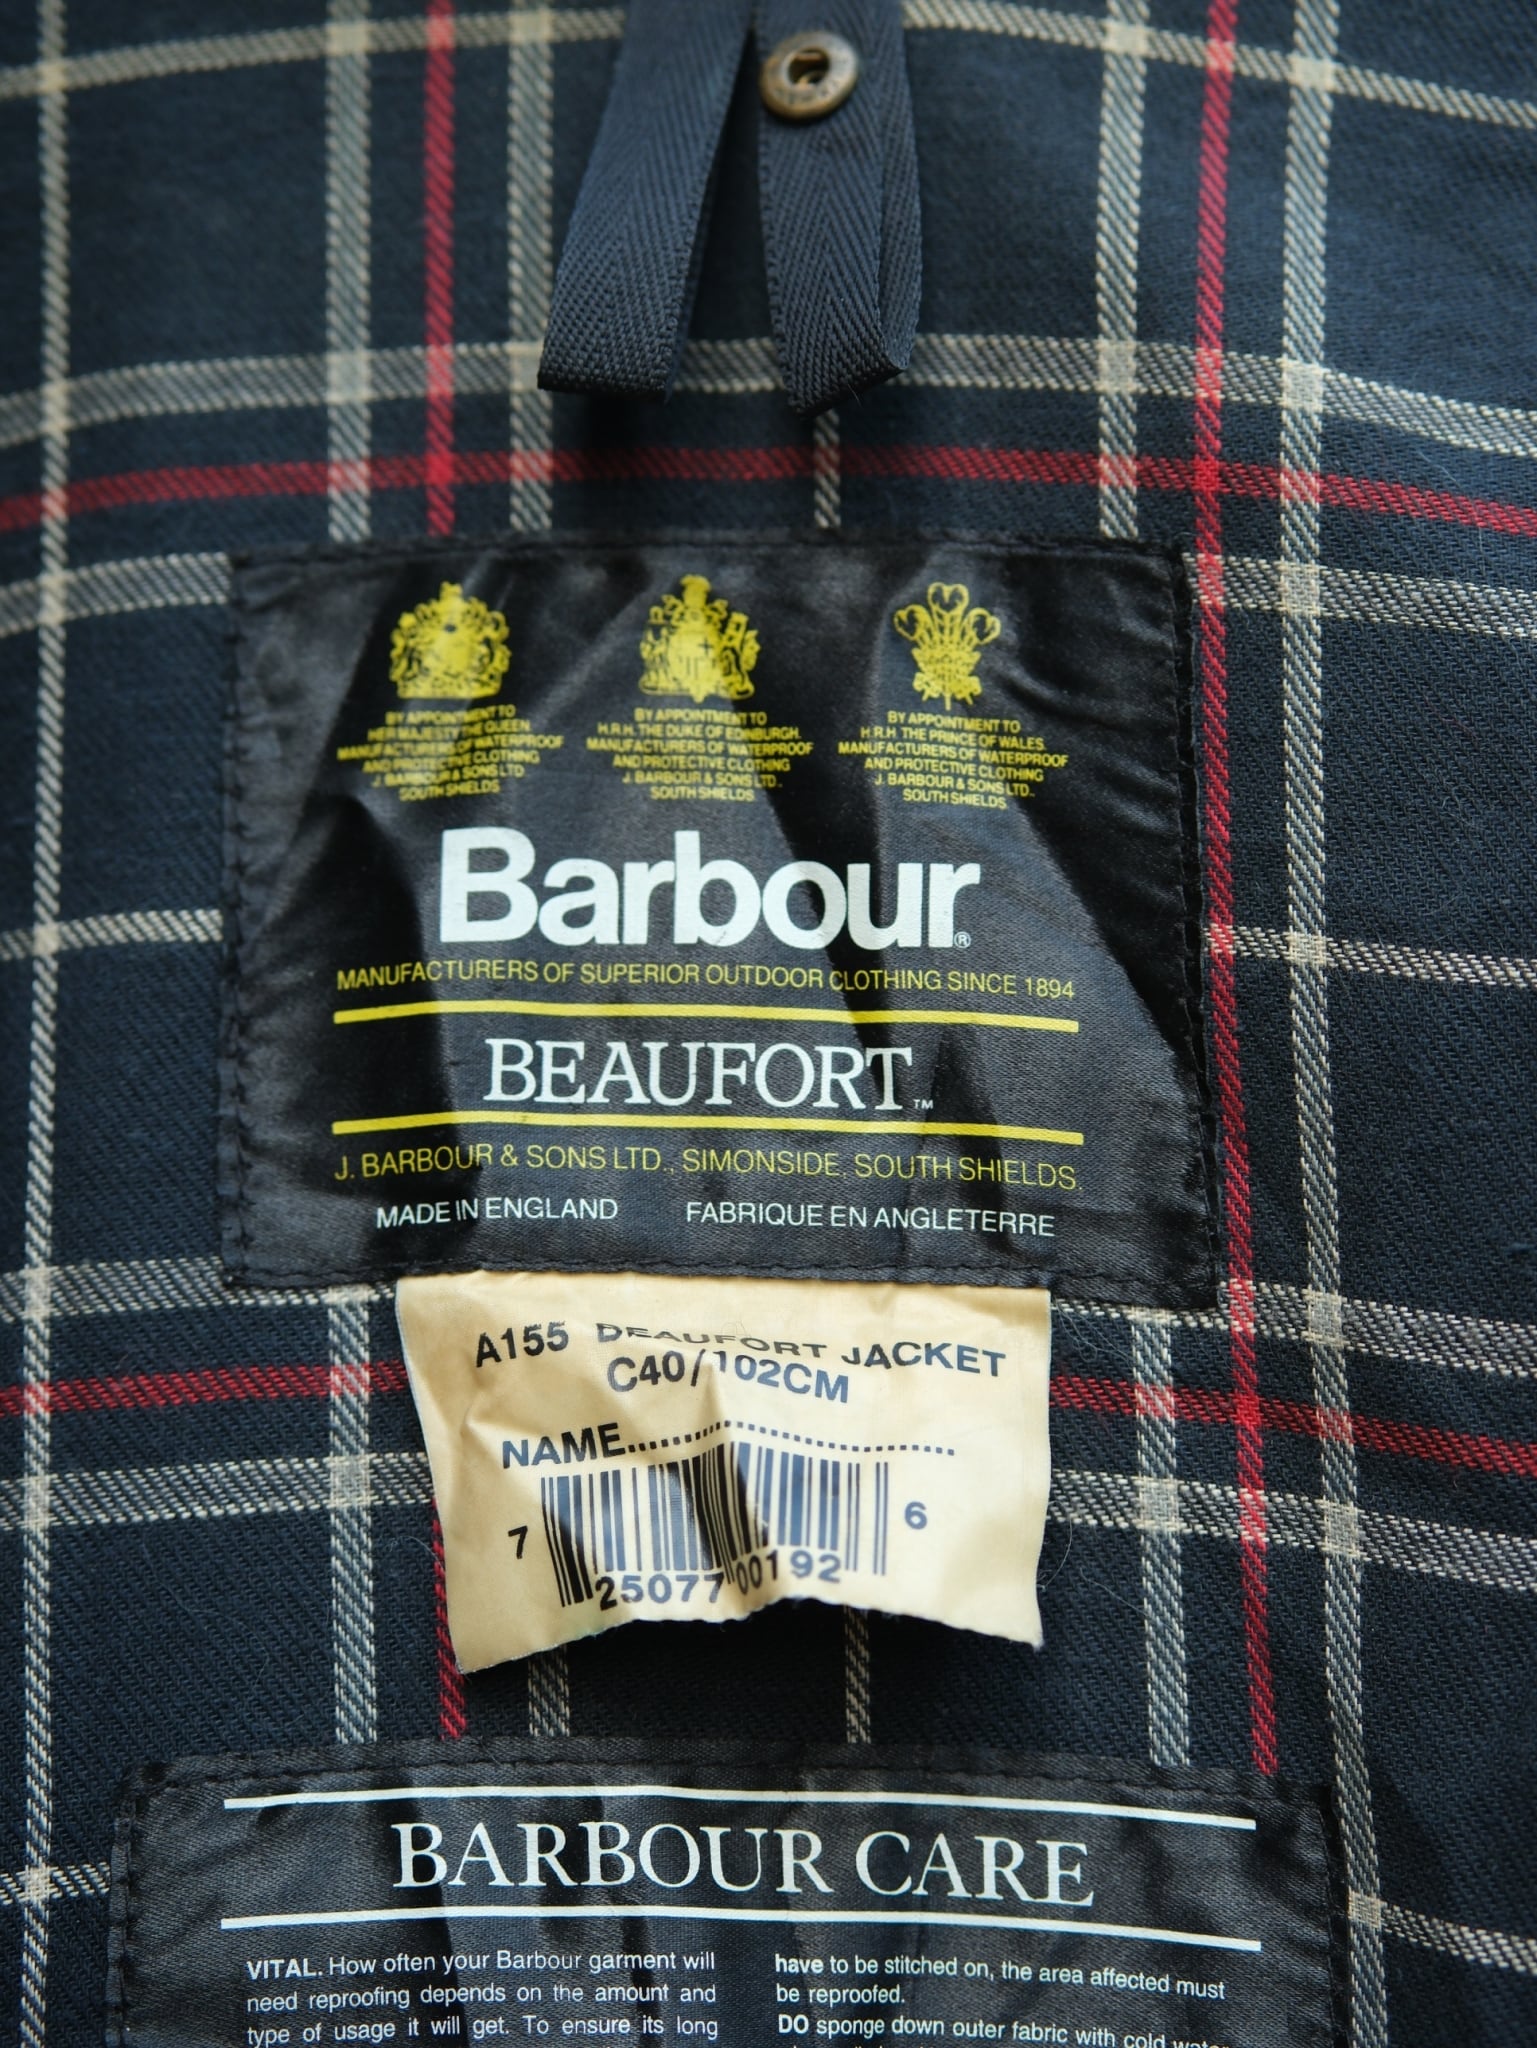 BY APPOINTMENT TO
HER MAJESTY THE QUEEN
MANUFACTURERS OF WATERPROOF
AND PROTECTIVE CLOTHING
J. BARBOUR & SONS LTD
SOUTH SHIELDS
BY APPOINTMENT TO
H.R.H. THE DUKE OF EDINBURGH.
MANUFACTURERS OF WATERPROOF
AND PROTECTIVE CLOTHING
J. BARBOUR & SONS LTD.,
SOUTH SHIELDS.
BY APPOINTMENT TO
H.R.H. THE PRINCE OF WALES.
MANUFACTURERS OF WATERPROOF
AND PROTECTIVE CLOTHING
J. BARBOUR & SONS LTD.,
SOUTH SHIELDS.
Barbour®
MANUFACTURERS OF SUPERIOR OUTDOOR CLOTHING SINCE 1894
BEAUFORT™
J. BARBOUR & SONS LTD., SIMONSIDE, SOUTH SHIELDS.
MADE IN ENGLAND FABRIQUE EN ANGLETERRE
A155 BEAUFORT JACKET
C40/102CM
NAME..............................
7 25077 00192 6
BARBOUR CARE
VITAL. How often your Barbour garment will
need reproofing depends on the amount and
type of usage it will get. To ensure its long
have to be stitched on, the area affected must
be reproofed.
DO sponge down outer fabric with cold water